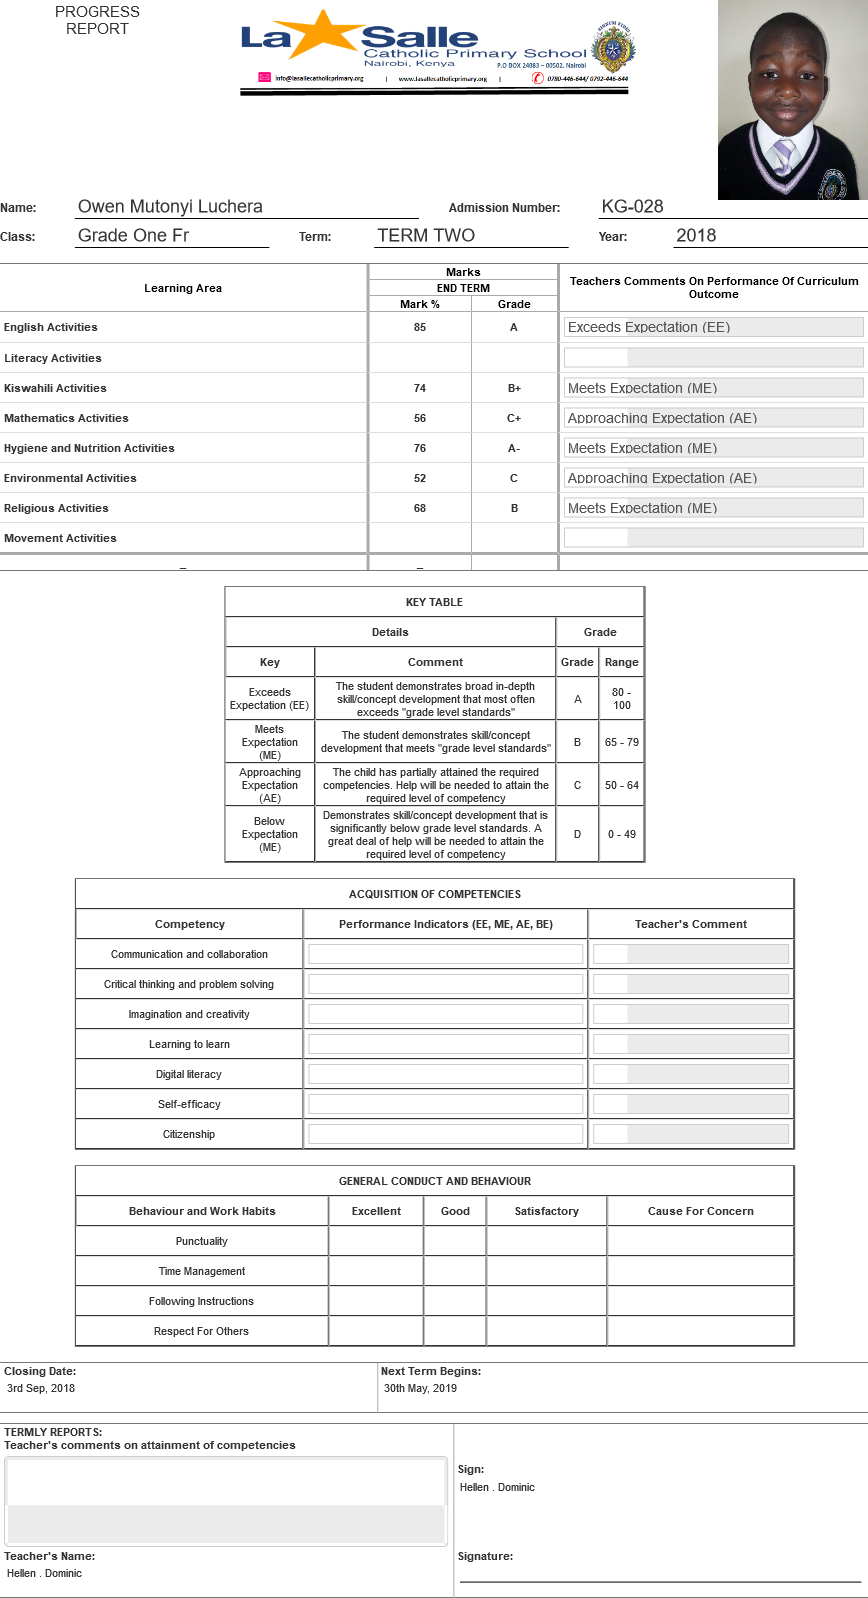 PROGRESS
REPORT
La Salle
Catholic Primary School
Nairobi, Kenya
P.O BOX 24083 – 00502, Nairobi
info@lasallecatholicprimary.org | www.lasallecatholicprimary.org | 0780-446-644/ 0792-446-644
Name: Owen Mutonyi Luchera Admission Number: KG-028
Class: Grade One Fr Term: TERM TWO Year: 2018
Learning Area Marks Teachers Comments On Performance Of Curriculum Outcome
END TERM
Mark % Grade
English Activities 85 A Exceeds Expectation (EE)
Literacy Activities
Kiswahili Activities 74 B+ Meets Expectation (ME)
Mathematics Activities 56 C+ Approaching Expectation (AE)
Hygiene and Nutrition Activities 76 A- Meets Expectation (ME)
Environmental Activities 52 C Approaching Expectation (AE)
Religious Activities 68 B Meets Expectation (ME)
Movement Activities
_ _
KEY TABLE
Details Grade
Key Comment Grade Range
Exceeds Expectation (EE) The student demonstrates broad in-depth skill/concept development that most often exceeds "grade level standards" A 80 - 100
Meets Expectation (ME) The student demonstrates skill/concept development that meets "grade level standards" B 65 - 79
Approaching Expectation (AE) The child has partially attained the required competencies. Help will be needed to attain the required level of competency C 50 - 64
Below Expectation (ME) Demonstrates skill/concept development that is significantly below grade level standards. A great deal of help will be needed to attain the required level of competency D 0 - 49
ACQUISITION OF COMPETENCIES
Competency Performance Indicators (EE, ME, AE, BE) Teacher's Comment
Communication and collaboration
Critical thinking and problem solving
Imagination and creativity
Learning to learn
Digital literacy
Self-efficacy
Citizenship
GENERAL CONDUCT AND BEHAVIOUR
Behaviour and Work Habits Excellent Good Satisfactory Cause For Concern
Punctuality
Time Management
Following Instructions
Respect For Others
Closing Date: Next Term Begins:
3rd Sep, 2018 30th May, 2019
TERMLY REPORTS:
Teacher's comments on attainment of competencies
Sign:
Hellen . Dominic
Teacher's Name: Signature:
Hellen . Dominic